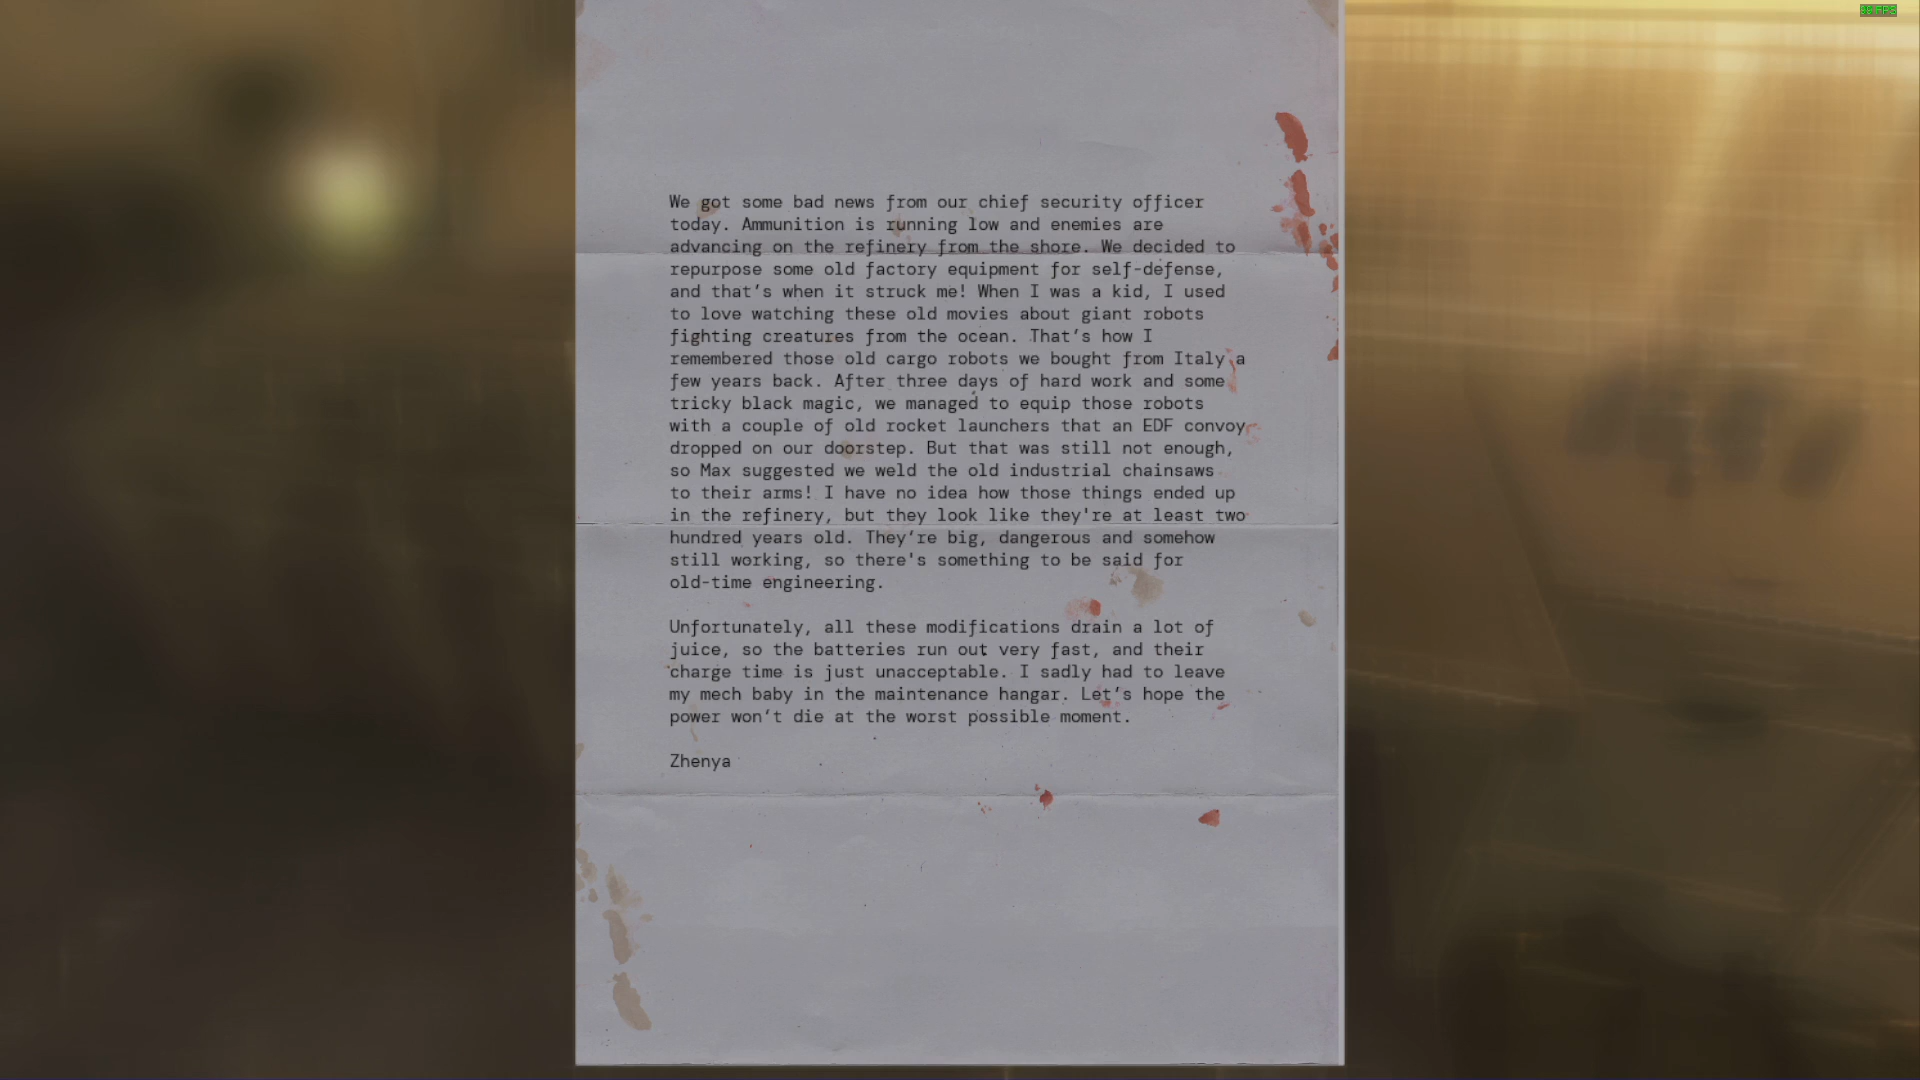 98 FPS
We got some bad news from our chief security officer
today. Ammunition is running low and enemies are
advancing on the refinery from the shore. We decided to
repurpose some old factory equipment for self-defense,
and that’s when it struck me! When I was a kid, I used
to love watching these old movies about giant robots
fighting creatures from the ocean. That’s how I
remembered those old cargo robots we bought from Italy a
few years back. After three days of hard work and some
tricky black magic, we managed to equip those robots
with a couple of old rocket launchers that an EDF convoy
dropped on our doorstep. But that was still not enough,
so Max suggested we weld the old industrial chainsaws
to their arms! I have no idea how those things ended up
in the refinery, but they look like they're at least two
hundred years old. They’re big, dangerous and somehow
still working, so there's something to be said for
old-time engineering.
Unfortunately, all these modifications drain a lot of
juice, so the batteries run out very fast, and their
charge time is just unacceptable. I sadly had to leave
my mech baby in the maintenance hangar. Let’s hope the
power won’t die at the worst possible moment.
Zhenya